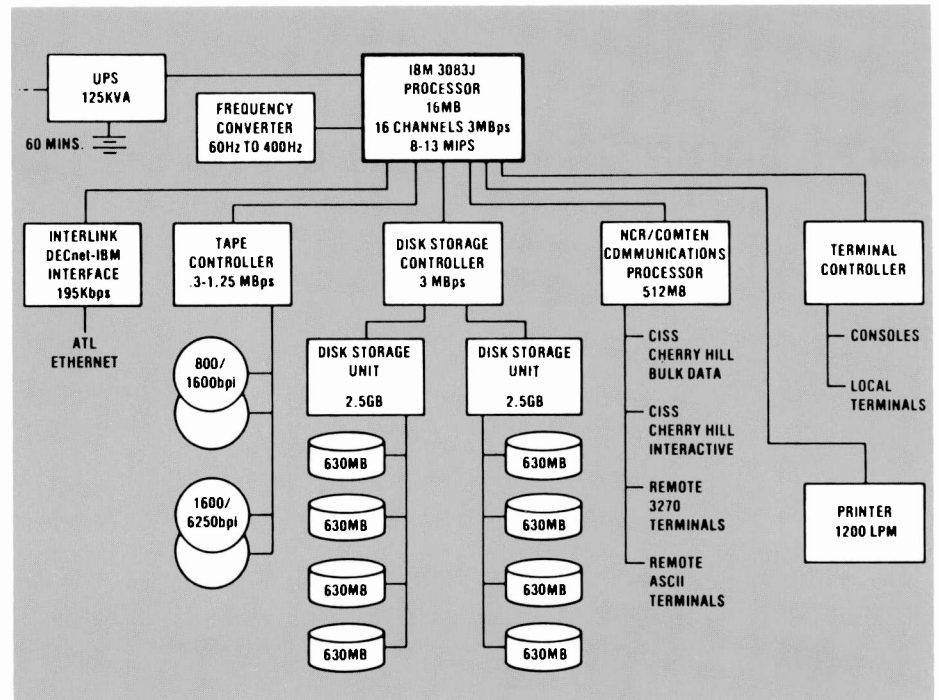 UPS
125KVA
60 MINS.
FREQUENCY
CONVERTER
60Hz TO 400Hz
IBM 3083J
PROCESSOR
16MB
16 CHANNELS 3MBps
8-13 MIPS
INTERLINK
DECnet-IBM
INTERFACE
195Kbps
ATL
ETHERNET
TAPE
CONTROLLER
.3-1.25 MBps
800/
1600bpi
1600/
6250bpi
DISK STORAGE
CONTROLLER
3 MBps
DISK STORAGE
UNIT
2.5GB
630MB
630MB
630MB
630MB
DISK STORAGE
UNIT
2.5GB
630MB
630MB
630MB
630MB
NCR/COMTEN
COMMUNICATIONS
PROCESSOR
512MB
CISS
CHERRY HILL
BULK DATA
CISS
CHERRY HILL
INTERACTIVE
REMOTE
3270
TERMINALS
REMOTE
ASCII
TERMINALS
TERMINAL
CONTROLLER
CONSOLES
LOCAL
TERMINALS
PRINTER
1200 LPM